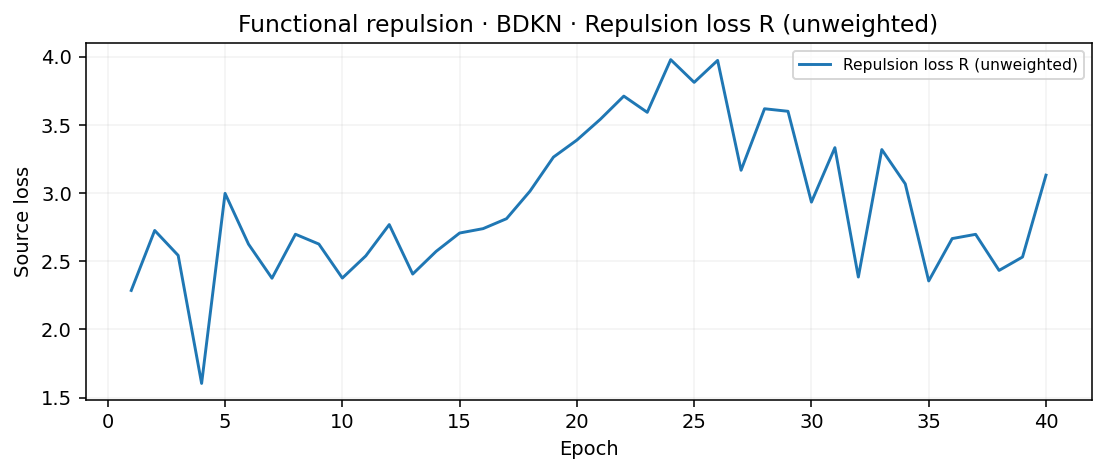 Functional repulsion · BDKN · Repulsion loss R (unweighted)
Repulsion loss R (unweighted)
Source loss
4.0
3.5
3.0
2.5
2.0
1.5
0 5 10 15 20 25 30 35 40
Epoch